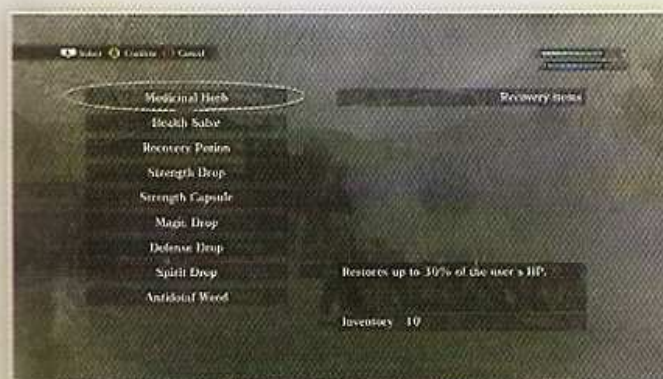 Select Confirm Cancel
Medicinal Herb
Recovery items
Health Salve
Recovery Potion
Strength Drop
Strength Capsule
Magic Drop
Defense Drop
Spirit Drop
Restores up to 30% of the user's HP.
Antidotal Weed
Inventory 10